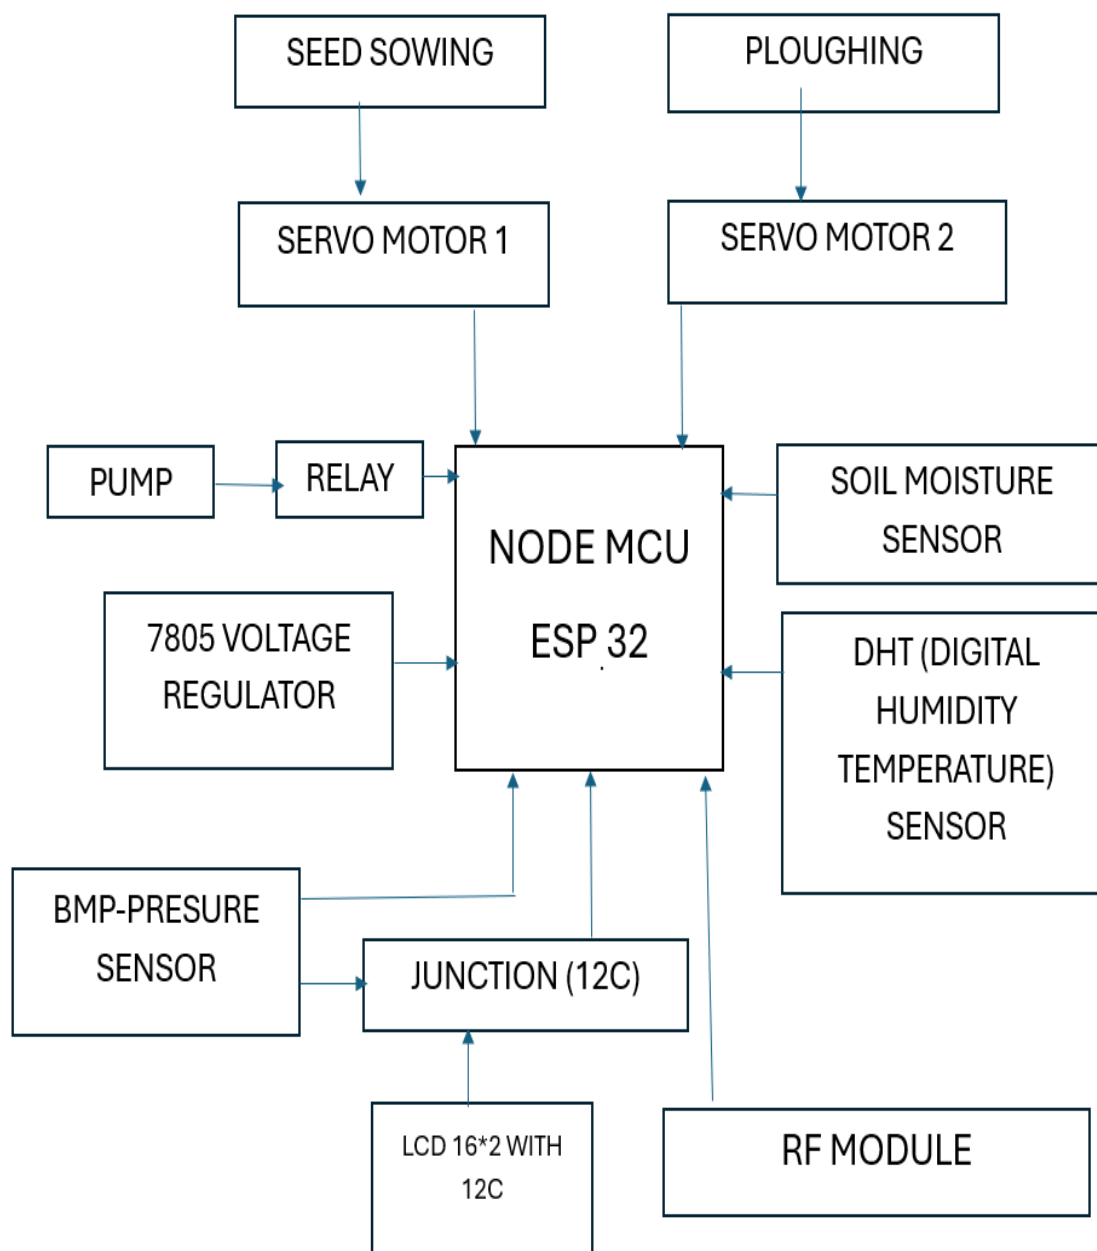 SEED SOWING
PLOUGHING
SERVO MOTOR 1
SERVO MOTOR 2
PUMP
RELAY
NODE MCU
ESP 32
.
SOIL MOISTURE
SENSOR
7805 VOLTAGE
REGULATOR
DHT (DIGITAL
HUMIDITY
TEMPERATURE)
SENSOR
BMP-PRESURE
SENSOR
JUNCTION (12C)
LCD 16*2 WITH
12C
RF MODULE